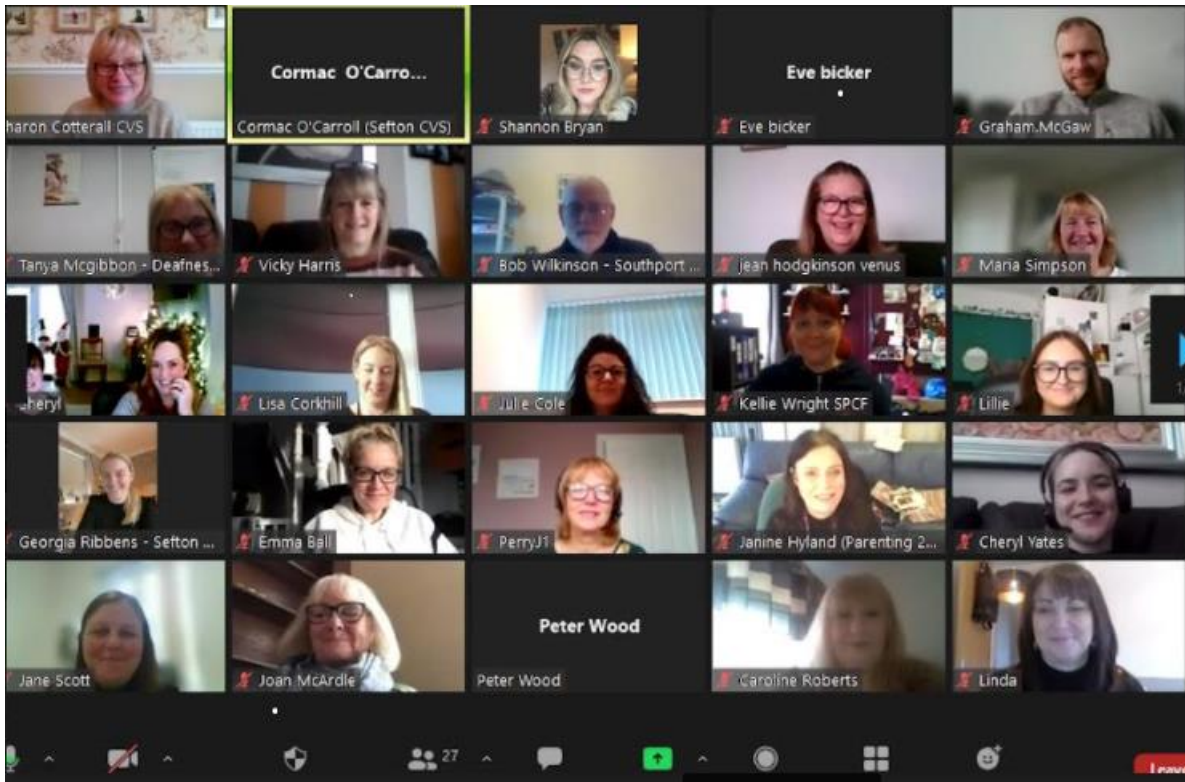 haron Cotterall CVS
Cormac O'Carro...
Cormac O'Carroll (Sefton CVS)
Shannon Bryan
Eve bicker
Eve bicker
Graham.McGaw
Tanya Mcgibbon - Deafnes...
Vicky Harris
Bob Wilkinson - Southport ...
jean hodgkinson venus
Maria Simpson
heryl
Lisa Corkhill
Julie Cole
Kellie Wright SPCF
Lillie
Georgia Ribbens - Sefton ...
Emma Ball
PerryJ1
Janine Hyland (Parenting 2...
Cheryl Yates
Jane Scott
Joan McArdle
Peter Wood
Peter Wood
Caroline Roberts
Linda
27
Leave